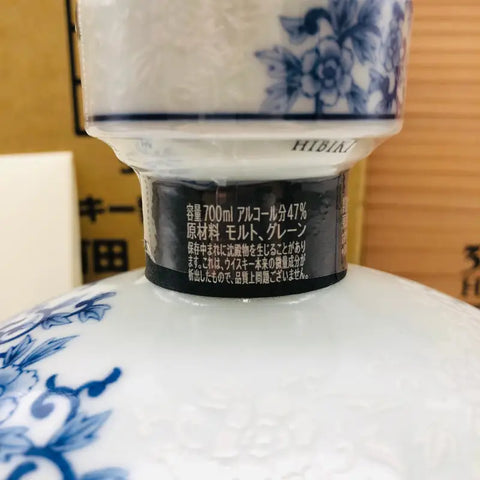 HIBIKI
容量700ml アルコール分47%
原材料 モルト、グレーン
保存中まれに沈殿物を生じることがあり
ます。これは、ウイスキー本来の微量成分が
析出したもので、品質上問題ございません。
キー
田